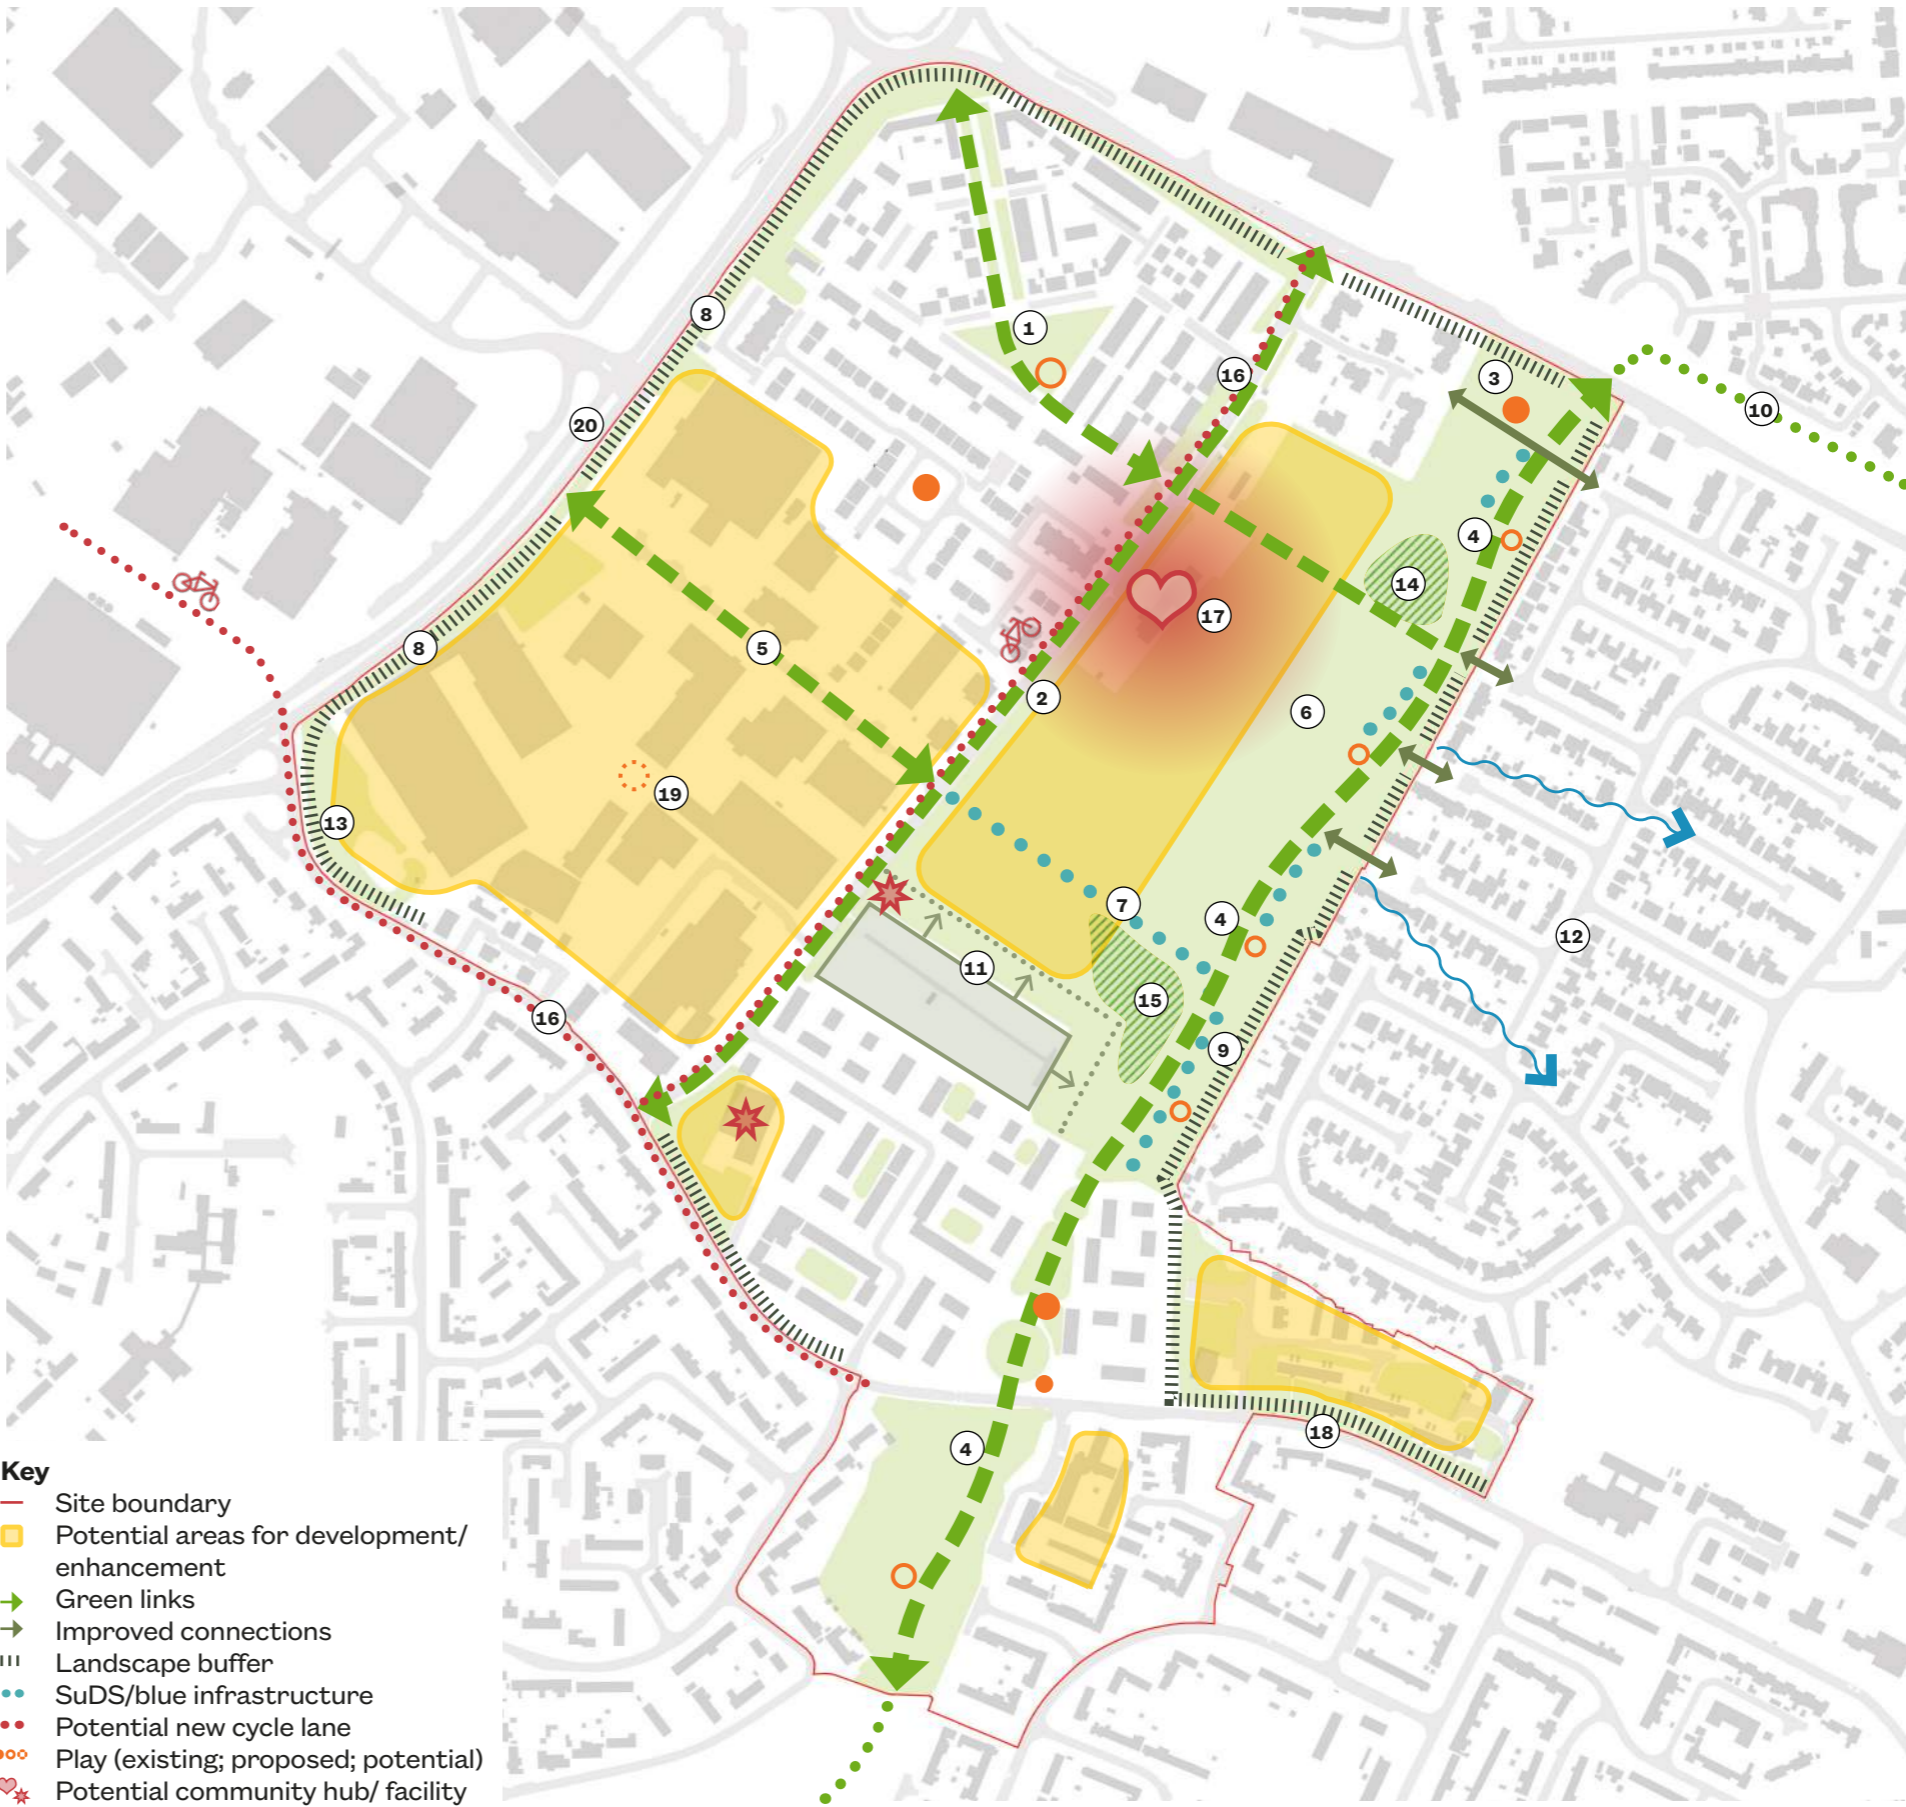 1
8
16
3
10
20
4
14
17
5
8
2
6
19
13
7
4
12
11
15
16
9
18
4
Key
Site boundary
Potential areas for development/
enhancement
Green links
Improved connections
Landscape buffer
SuDS/blue infrastructure
Potential new cycle lane
Play (existing; proposed; potential)
Potential community hub/ facility